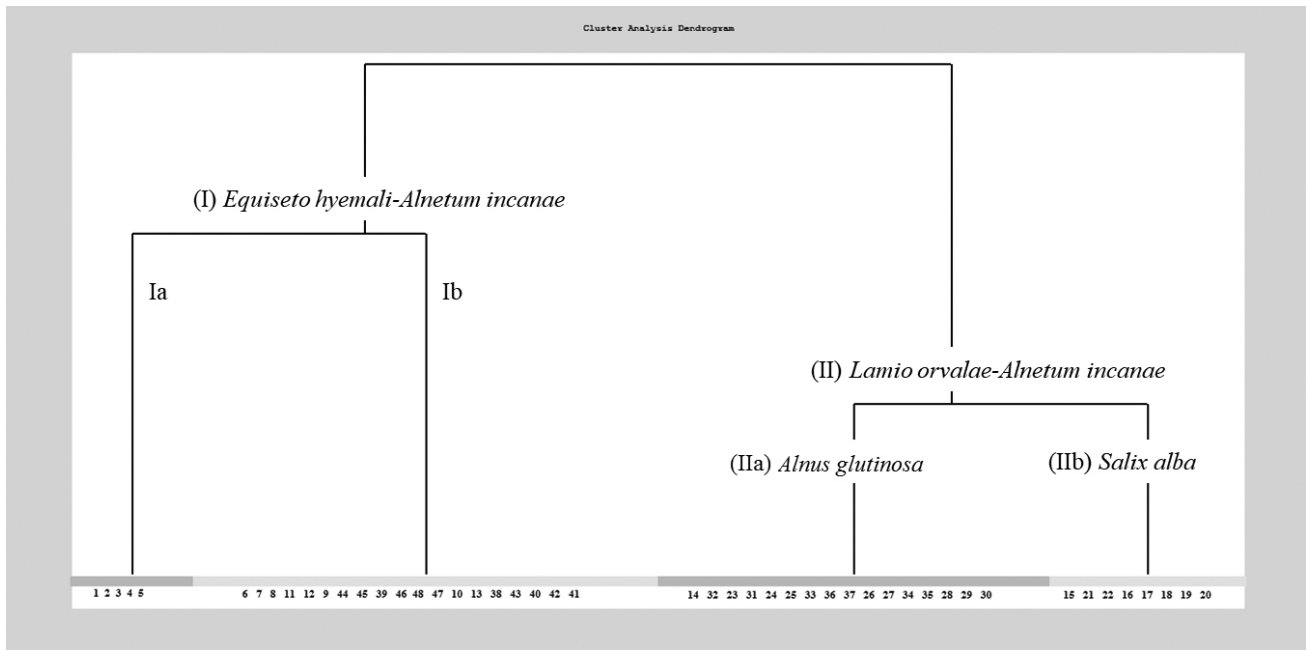 Cluster Analysis Dendrogram
(I) Equiseto hyemali-Alnetum incanae
Ia
Ib
(II) Lamio orvalae-Alnetum incanae
(IIa) Alnus glutinosa
(IIb) Salix alba
1 2 3 4 5 6 7 8 11 12 9 44 45 39 46 48 47 10 13 38 43 40 42 41 14 32 23 31 24 25 33 36 37 26 27 34 35 28 29 30 15 21 22 16 17 18 19 20